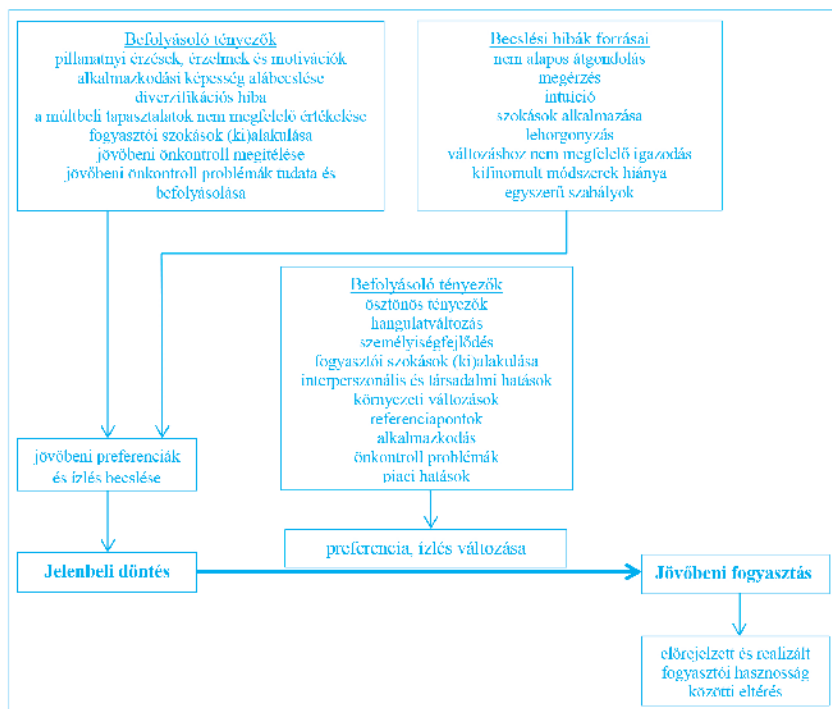 Befolyásoló tényezők
pillanatnyi érzések, érzelmek és motivációk
alkalmazkodási képesség alábecslése
diverzifikációs hiba
a múltbeli tapasztalatok nem megfelelő értékelése
fogyasztói szokások (ki)alakulása
jövőbeni önkontroll megítélése
jövőbeni önkontroll problémák tudata és
befolyásolása
Becslési hibák forrásai
nem alapos átgondolás
megérzés
intuíció
szokások alkalmazása
lehorgonyzás
változáshoz nem megfelelő igazodás
kifinomult módszerek hiánya
egyszerű szabályok
Befolyásoló tényezők
ösztönös tényezők
hangulatváltozás
személyiségfejlődés
fogyasztói szokások (ki)alakulása
interperszonális és társadalmi hatások
környezeti változások
referenciapontok
alkalmazkodás
önkontroll problémák
piaci hatások
jövőbeni preferenciák
és ízlés becslése
preferencia, ízlés változása
Jelenbeli döntés
Jövőbeni fogyasztás
előrejelzett és realizált
fogyasztói hasznosság
közötti eltérés